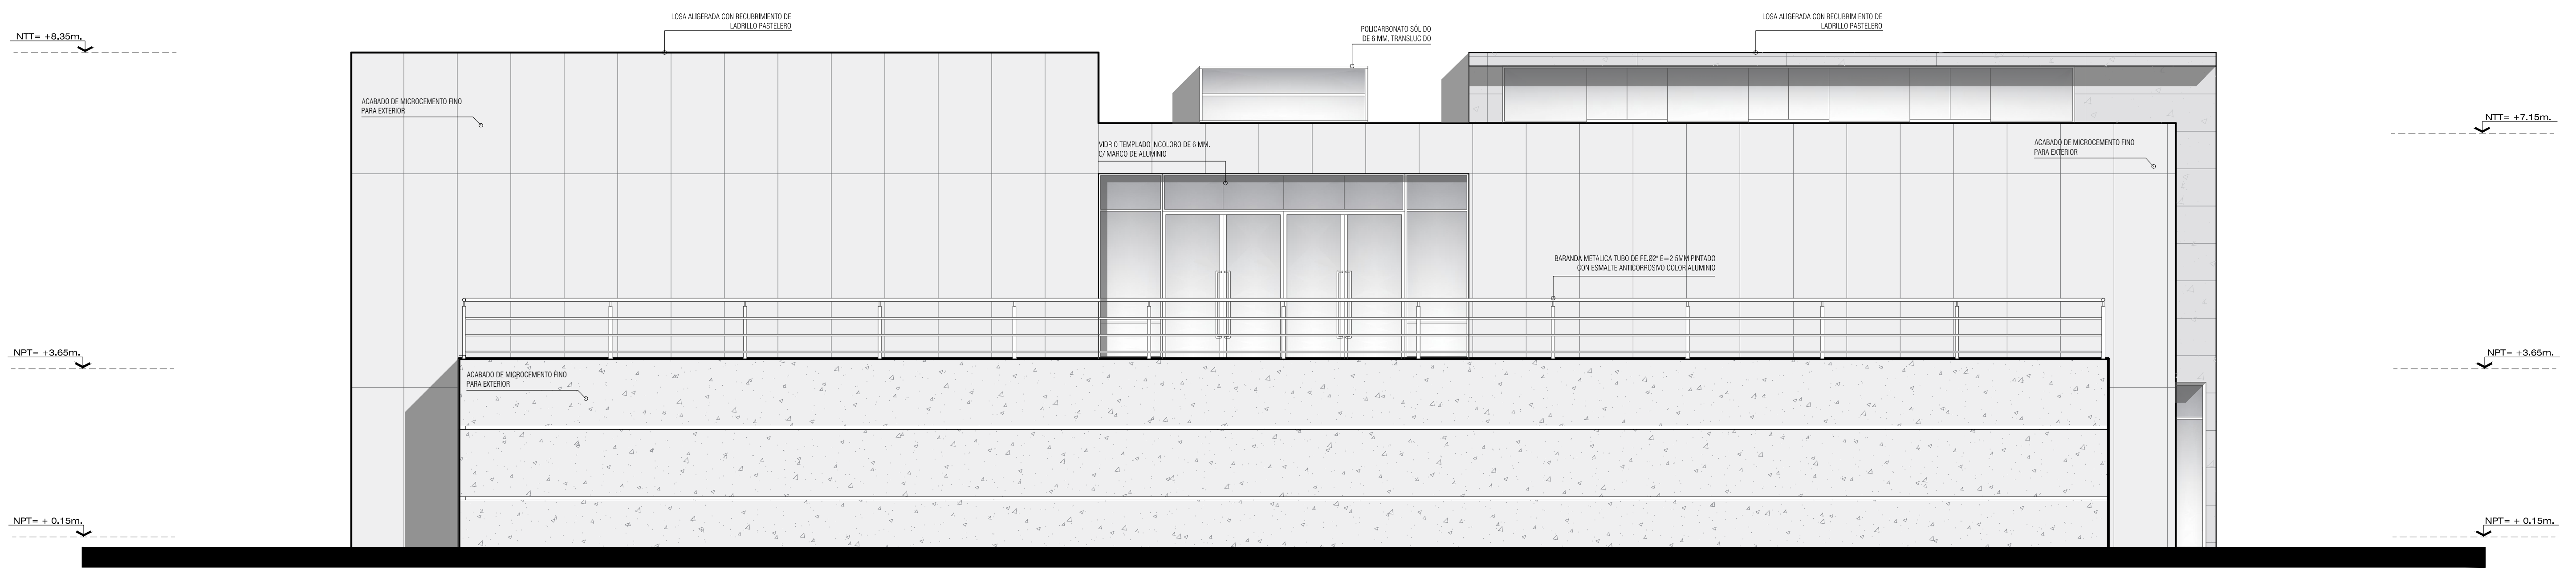 LOSA ALIGERADA CON RECUBRIMIENTO DE
LADRILLO PASTELERO
LOSA ALIGERADA CON RECUBRIMIENTO DE
LADRILLO PASTELERO
POLICARBONATO SÓLIDO
DE 6 MM, TRANSLUCIDO
NTT= +8.35m.
ACABADO DE MICROCEMENTO FINO
PARA EXTERIOR
NTT= +7.15m.
VIDRIO TEMPLADO INCOLORO DE 6 MM,
C/ MARCO DE ALUMINIO
ACABADO DE MICROCEMENTO FINO
PARA EXTERIOR
BARANDA METALICA TUBO DE FE.Ø2" E=2.5MM PINTADO
CON ESMALTE ANTICORROSIVO COLOR ALUMINIO
NPT= +3.65m.
NPT= +3.65m.
ACABADO DE MICROCEMENTO FINO
PARA EXTERIOR
NPT= + 0.15m.
NPT= + 0.15m.